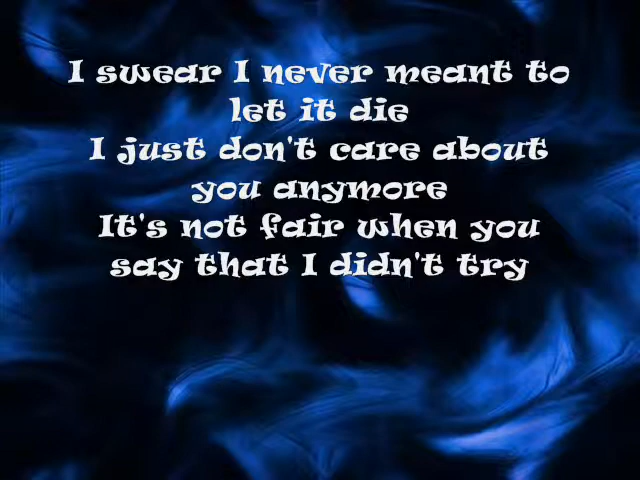 I swear I never meant to
let it die
I just don't care about
you anymore
It's not fair when you
say that I didn't try